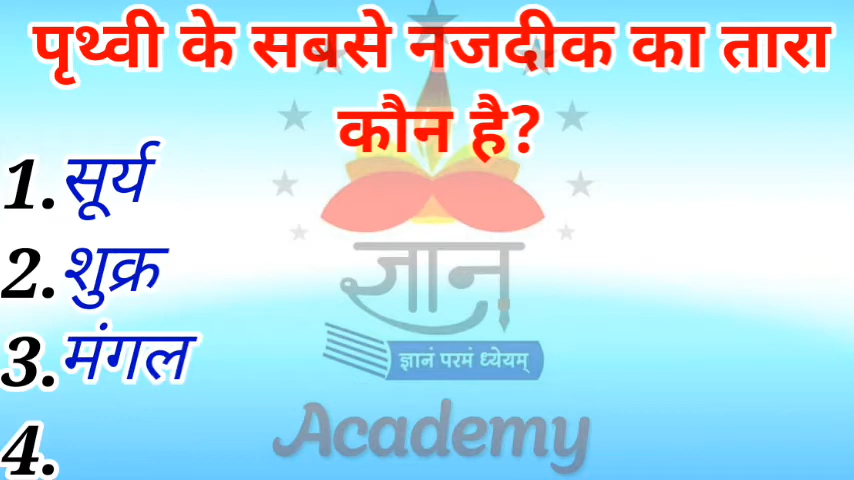 पृथ्वी के सबसे नजदीक का तारा
कौन है?
1.सूर्य
2.शुक्र
3.मंगल
4.
ज्ञान
ज्ञानं परमं ध्येयम्
Academy